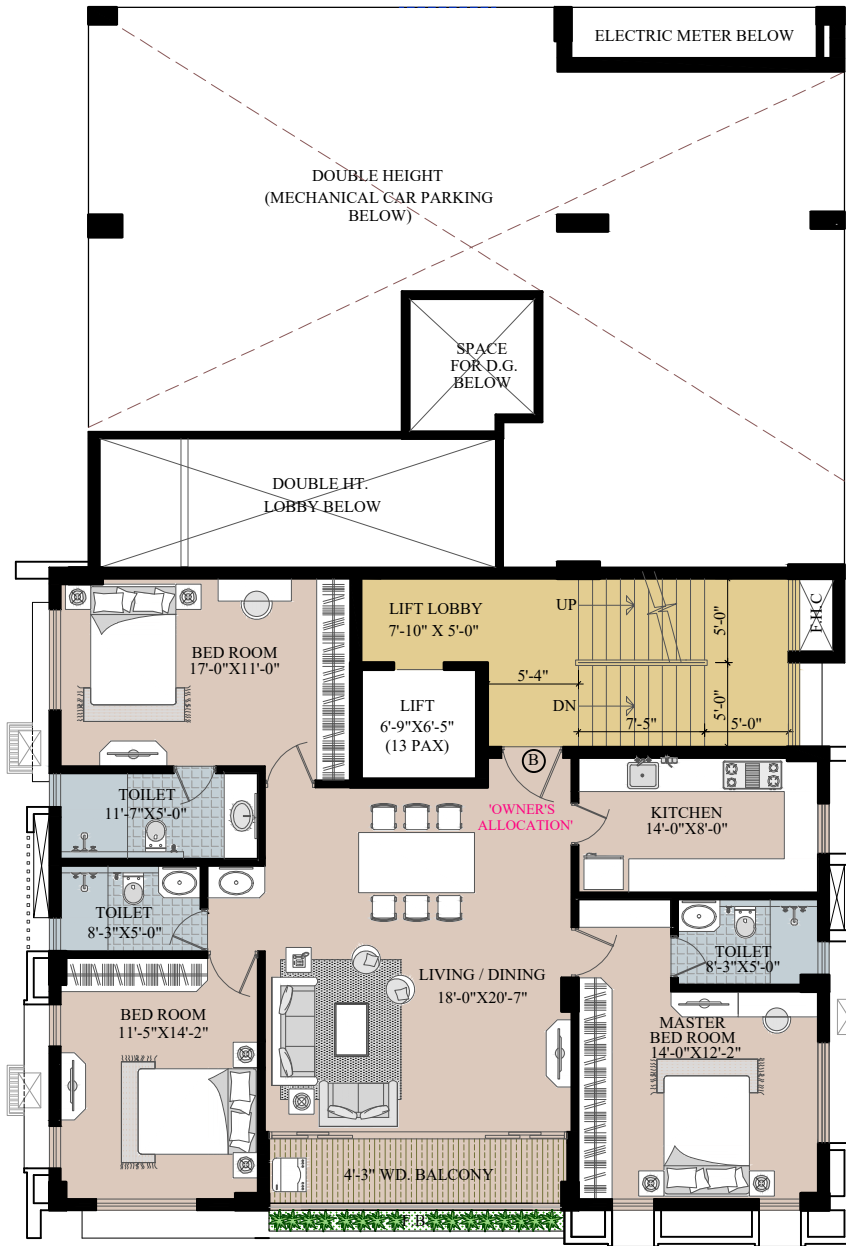 ELECTRIC METER BELOW
DOUBLE HEIGHT
(MECHANICAL CAR PARKING
BELOW)
SPACE
FOR D.G.
BELOW
DOUBLE HT.
LOBBY BELOW
LIFT LOBBY
7'-10" X 5'-0"
UP
5'-0"
F.H.C
BED ROOM
17'-0"X11'-0"
5'-4"
LIFT
6'-9"X6'-5"
(13 PAX)
DN
7'-5"
5'-0"
5'-0"
B
TOILET
11'-7"X5'-0"
'OWNER'S
ALLOCATION'
KITCHEN
14'-0"X8'-0"
TOILET
8'-3"X5'-0"
TOILET
8'-3"X5'-0"
LIVING / DINING
18'-0"X20'-7"
BED ROOM
11'-5"X14'-2"
MASTER
BED ROOM
14'-0"X12'-2"
4'-3" WD. BALCONY
F.B